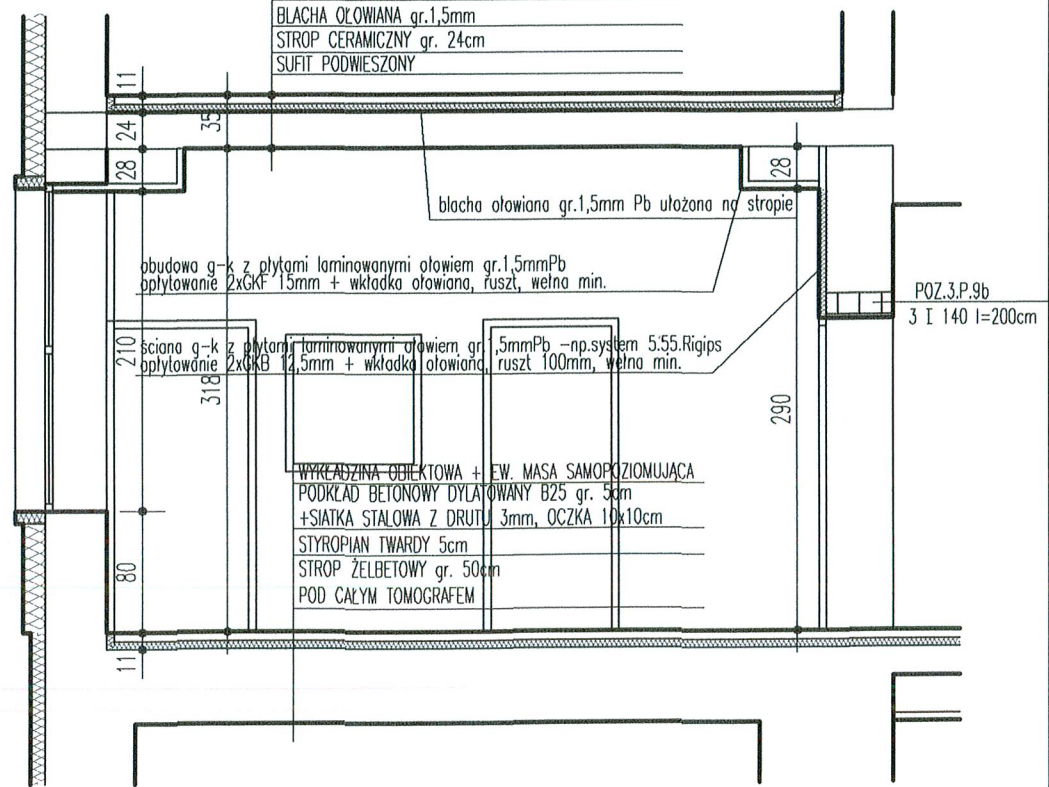 BLACHA OŁOWIANA gr.1,5mm
STROP CERAMICZNY gr. 24cm
SUFIT PODWIESZONY
11
24
35
28
28
blacha ołowiana gr.1,5mm Pb ułożona na stropie
obudowa g-k z płytami laminowanymi ołowiem gr.1,5mmPb
opłytowanie 2xGKF 15mm + wkładka ołowiana, ruszt, wełna min.
POZ.3.P.9b
3 I 140 l=200cm
ściana g-k z płytami laminowanymi ołowiem gr.1,5mmPb -np.system 5.55.Rigips
opłytowanie 2xGKB 12,5mm + wkładka ołowiana, ruszt 100mm, wełna min.
210
318
290
WYKŁADZINA OBIEKTOWA + EW. MASA SAMOPOZIOMUJĄCA
PODKŁAD BETONOWY DYLATOWANY B25 gr. 5cm
+SIATKA STALOWA Z DRUTU 3mm, OCZKA 10x10cm
STYROPIAN TWARDY 5cm
STROP ŻELBETOWY gr. 50cm
POD CAŁYM TOMOGRAFEM
80
11